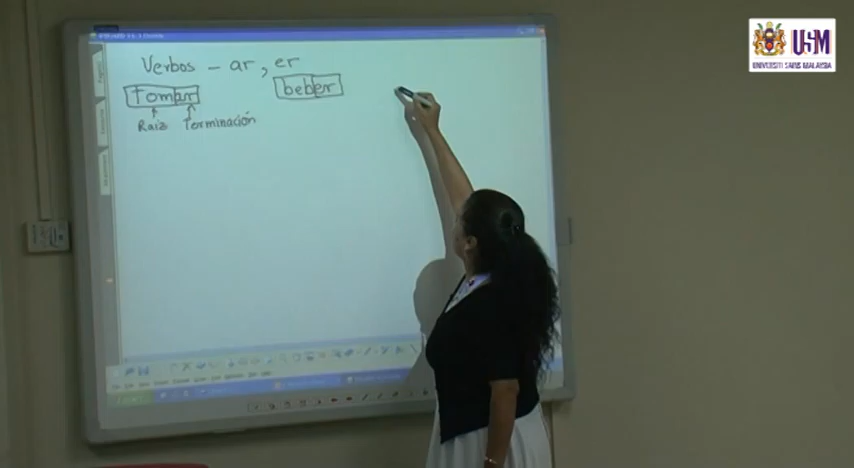 Verbos - ar, er
Tomar
beber
Raiz Terminación
USM
UNIVERSITI SAINS MALAYSIA